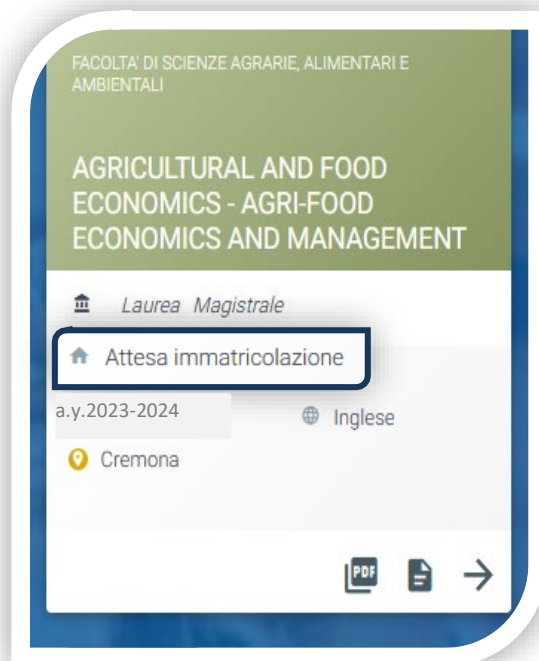 FACOLTA' DI SCIENZE AGRARIE, ALIMENTARI E
AMBIENTALI
AGRICULTURAL AND FOOD
ECONOMICS - AGRI-FOOD
ECONOMICS AND MANAGEMENT
Laurea Magistrale
Attesa immatricolazione
a.y.2023-2024
Inglese
Cremona
PDF